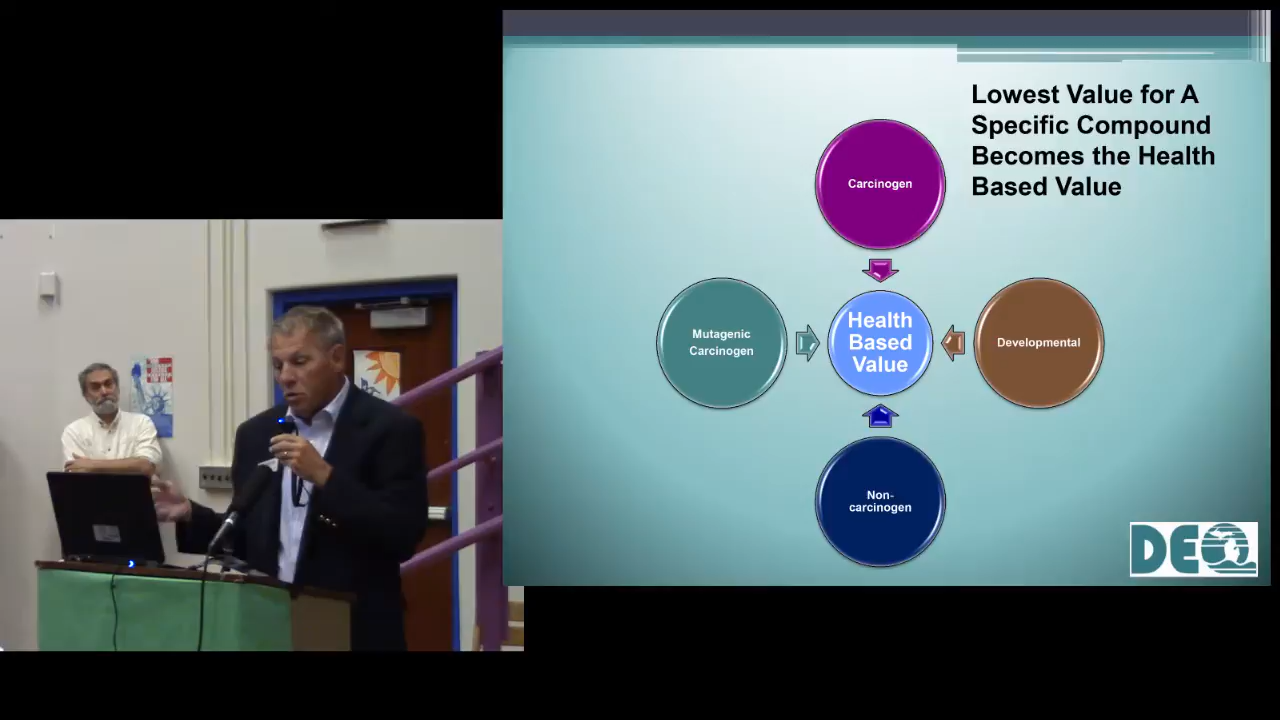 Lowest Value for A
Specific Compound
Becomes the Health
Based Value
Carcinogen
Mutagenic
Carcinogen
Health
Based
Value
Developmental
Non-
carcinogen
DEQ